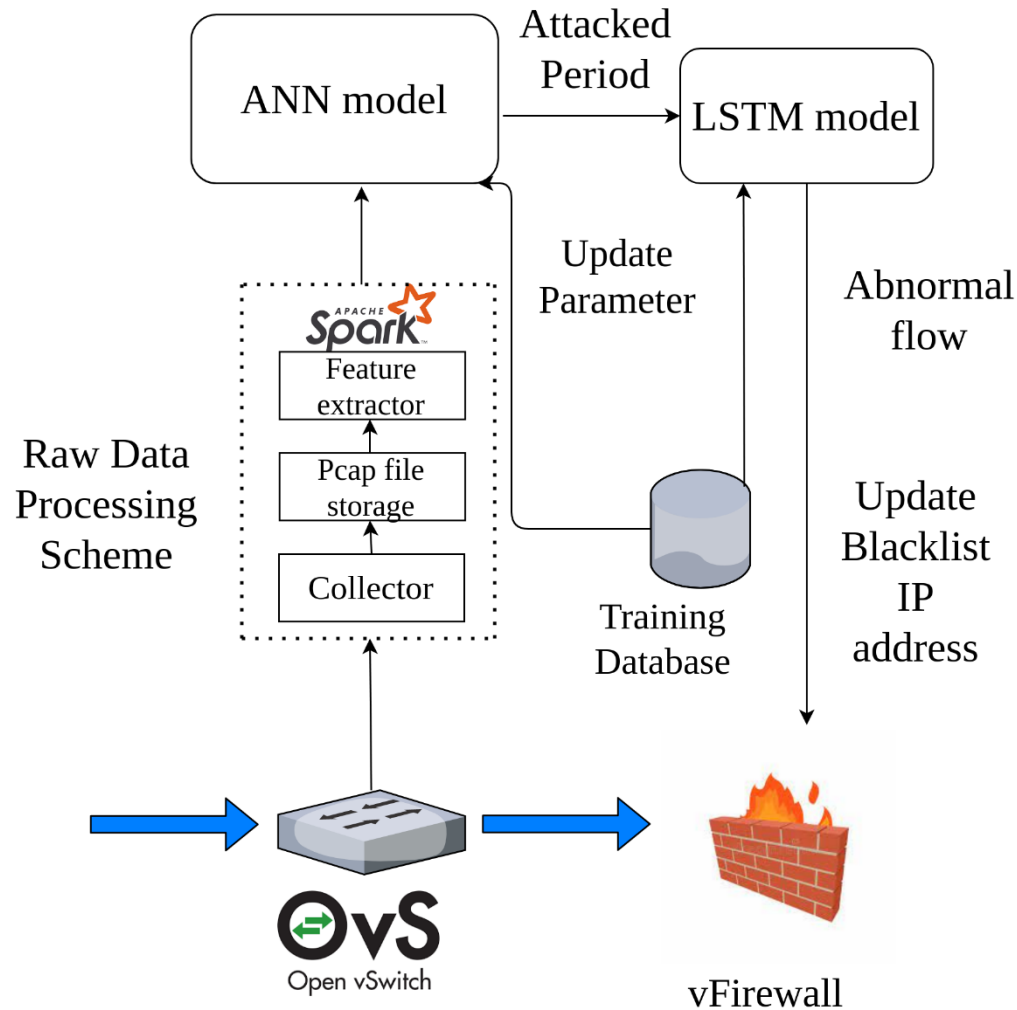 ANN model
Attacked
Period
LSTM model
Update
Parameter
Abnormal
flow
APACHE
Spark™
Feature
extractor
Pcap file
storage
Collector
Raw Data
Processing
Scheme
Training
Database
Update
Blacklist
IP
address
OvS
Open vSwitch
vFirewall